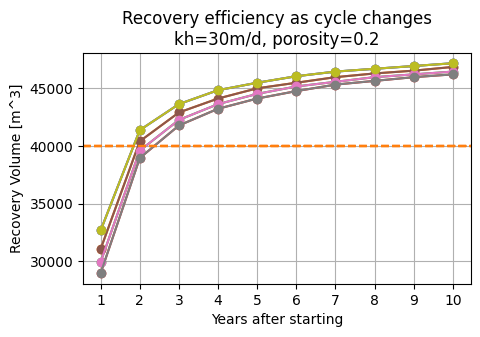 Recovery efficiency as cycle changes
kh=30m/d, porosity=0.2
Recovery Volume [m^3]
45000
40000
35000
30000
1 2 3 4 5 6 7 8 9 10
Years after starting